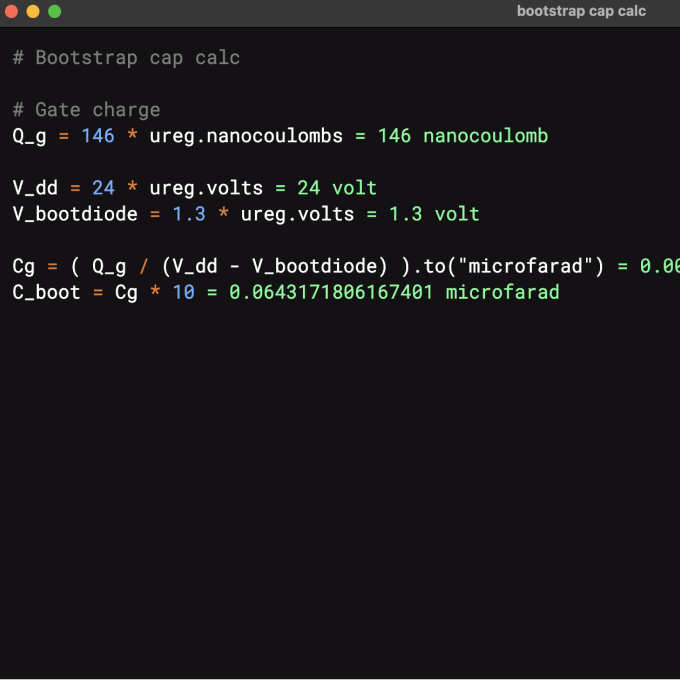 bootstrap cap calc
# Bootstrap cap calc
# Gate charge
Q_g = 146 * ureg.nanocoulombs = 146 nanocoulomb
V_dd = 24 * ureg.volts = 24 volt
V_bootdiode = 1.3 * ureg.volts = 1.3 volt
Cg = ( Q_g / (V_dd - V_bootdiode) ).to("microfarad") = 0.00
C_boot = Cg * 10 = 0.0643171806167401 microfarad